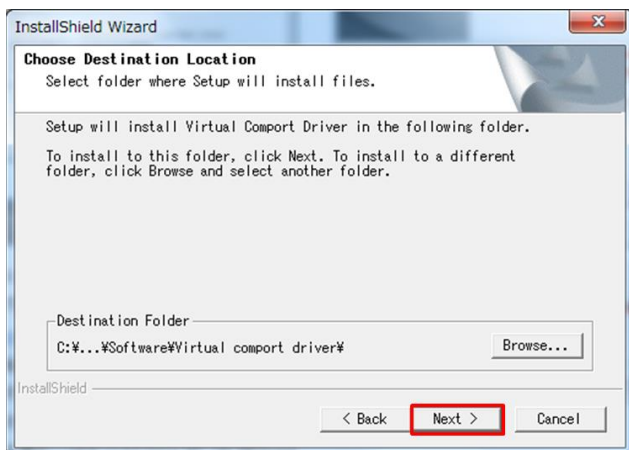 InstallShield Wizard
Choose Destination Location
Select folder where Setup will install files.
Setup will install Virtual Comport Driver in the following folder.
To install to this folder, click Next. To install to a different
folder, click Browse and select another folder.
Destination Folder
C:¥...¥Software¥Virtual comport driver¥
Browse...
InstallShield
< Back Next > Cancel